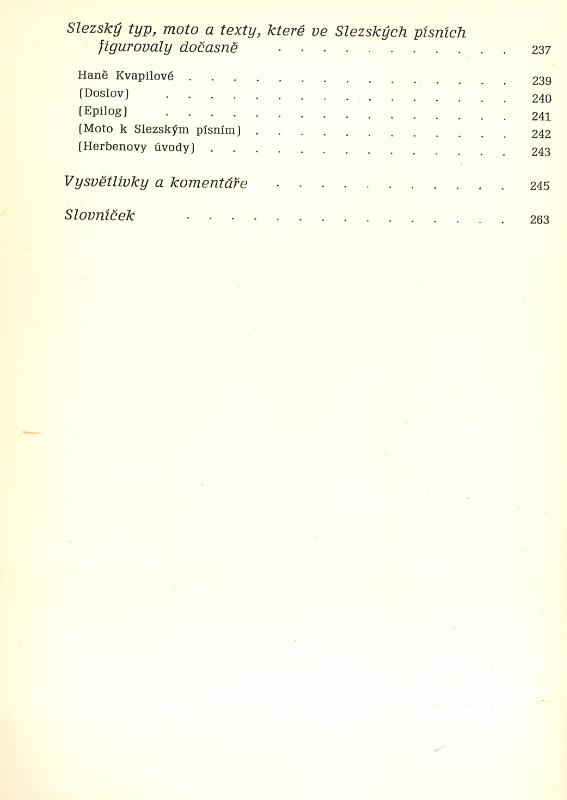 Slezský typ, moto a texty, které ve Slezských písních
figurovaly dočasně . . . . . . . . . . . 237
Haně Kvapilové . . . . . . . . . . . . . . . 239
(Doslov) . . . . . . . . . . . . . . . . 240
(Epilog) . . . . . . . . . . . . . . . . 241
(Moto k Slezským písním) . . . . . . . . . . . . 242
(Herbenovy úvody) . . . . . . . . . . . . . . 243
Vysvětlivky a komentáře . . . . . . . . . . . 245
Slovníček . . . . . . . . . . . . . . . 263